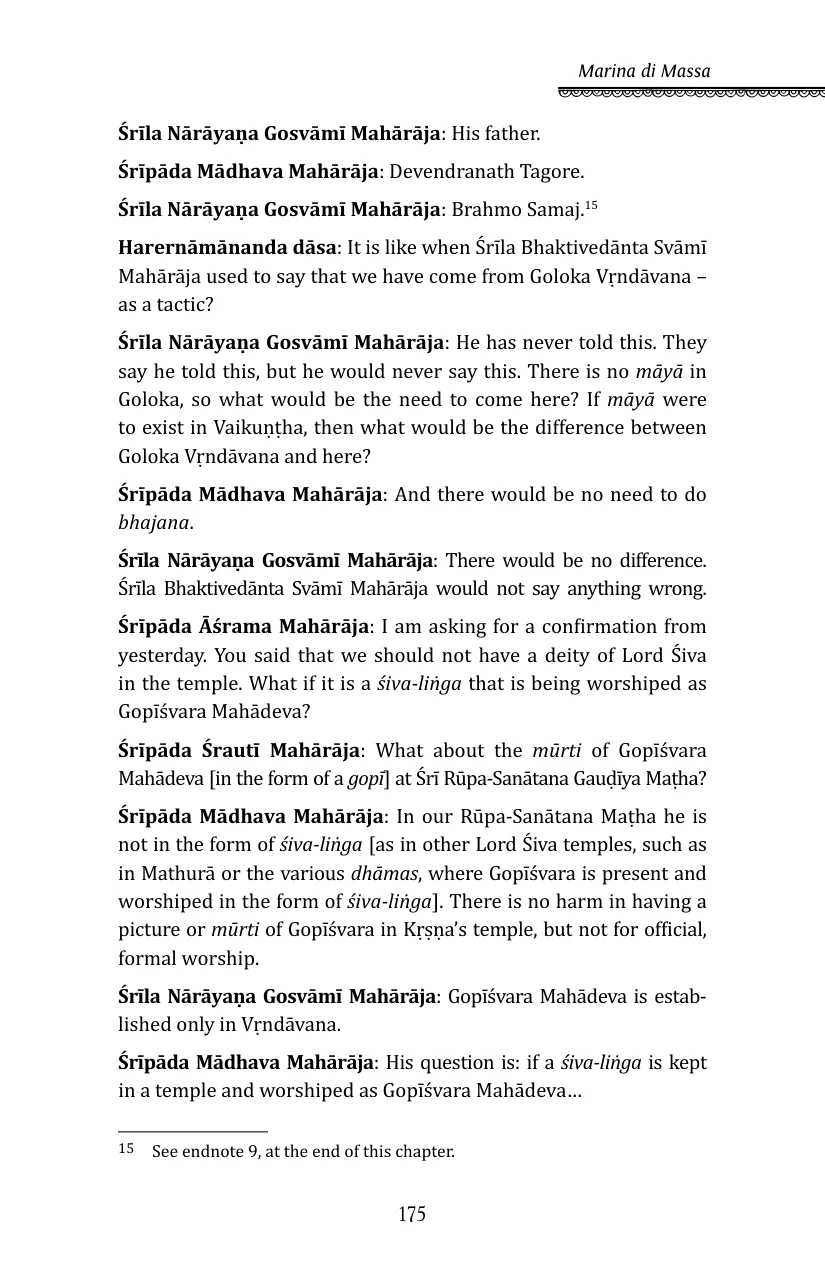 Marina di Massa
Śrīla Nārāyaṇa Gosvāmī Mahārāja: His father.
Śrīpāda Mādhava Mahārāja: Devendranath Tagore.
Śrīla Nārāyaṇa Gosvāmī Mahārāja: Brahmo Samaj.15
Harernāmānanda dāsa: It is like when Śrīla Bhaktivedānta Svāmī
Mahārāja used to say that we have come from Goloka Vṛndāvana –
as a tactic?
Śrīla Nārāyaṇa Gosvāmī Mahārāja: He has never told this. They
say he told this, but he would never say this. There is no māyā in
Goloka, so what would be the need to come here? If māyā were
to exist in Vaikuṇṭha, then what would be the difference between
Goloka Vṛndāvana and here?
Śrīpāda Mādhava Mahārāja: And there would be no need to do
bhajana.
Śrīla Nārāyaṇa Gosvāmī Mahārāja: There would be no difference.
Śrīla Bhaktivedānta Svāmī Mahārāja would not say anything wrong.
Śrīpāda Āśrama Mahārāja: I am asking for a confirmation from
yesterday. You said that we should not have a deity of Lord Śiva
in the temple. What if it is a śiva-liṅga that is being worshiped as
Gopīśvara Mahādeva?
Śrīpāda Śrautī Mahārāja: What about the mūrti of Gopīśvara
Mahādeva [in the form of a gopī] at Śrī Rūpa-Sanātana Gauḍīya Maṭha?
Śrīpāda Mādhava Mahārāja: In our Rūpa-Sanātana Maṭha he is
not in the form of śiva-liṅga [as in other Lord Śiva temples, such as
in Mathurā or the various dhāmas, where Gopīśvara is present and
worshiped in the form of śiva-liṅga]. There is no harm in having a
picture or mūrti of Gopīśvara in Kṛṣṇa’s temple, but not for official,
formal worship.
Śrīla Nārāyaṇa Gosvāmī Mahārāja: Gopīśvara Mahādeva is estab-
lished only in Vṛndāvana.
Śrīpāda Mādhava Mahārāja: His question is: if a śiva-liṅga is kept
in a temple and worshiped as Gopīśvara Mahādeva…
15 See endnote 9, at the end of this chapter.
175